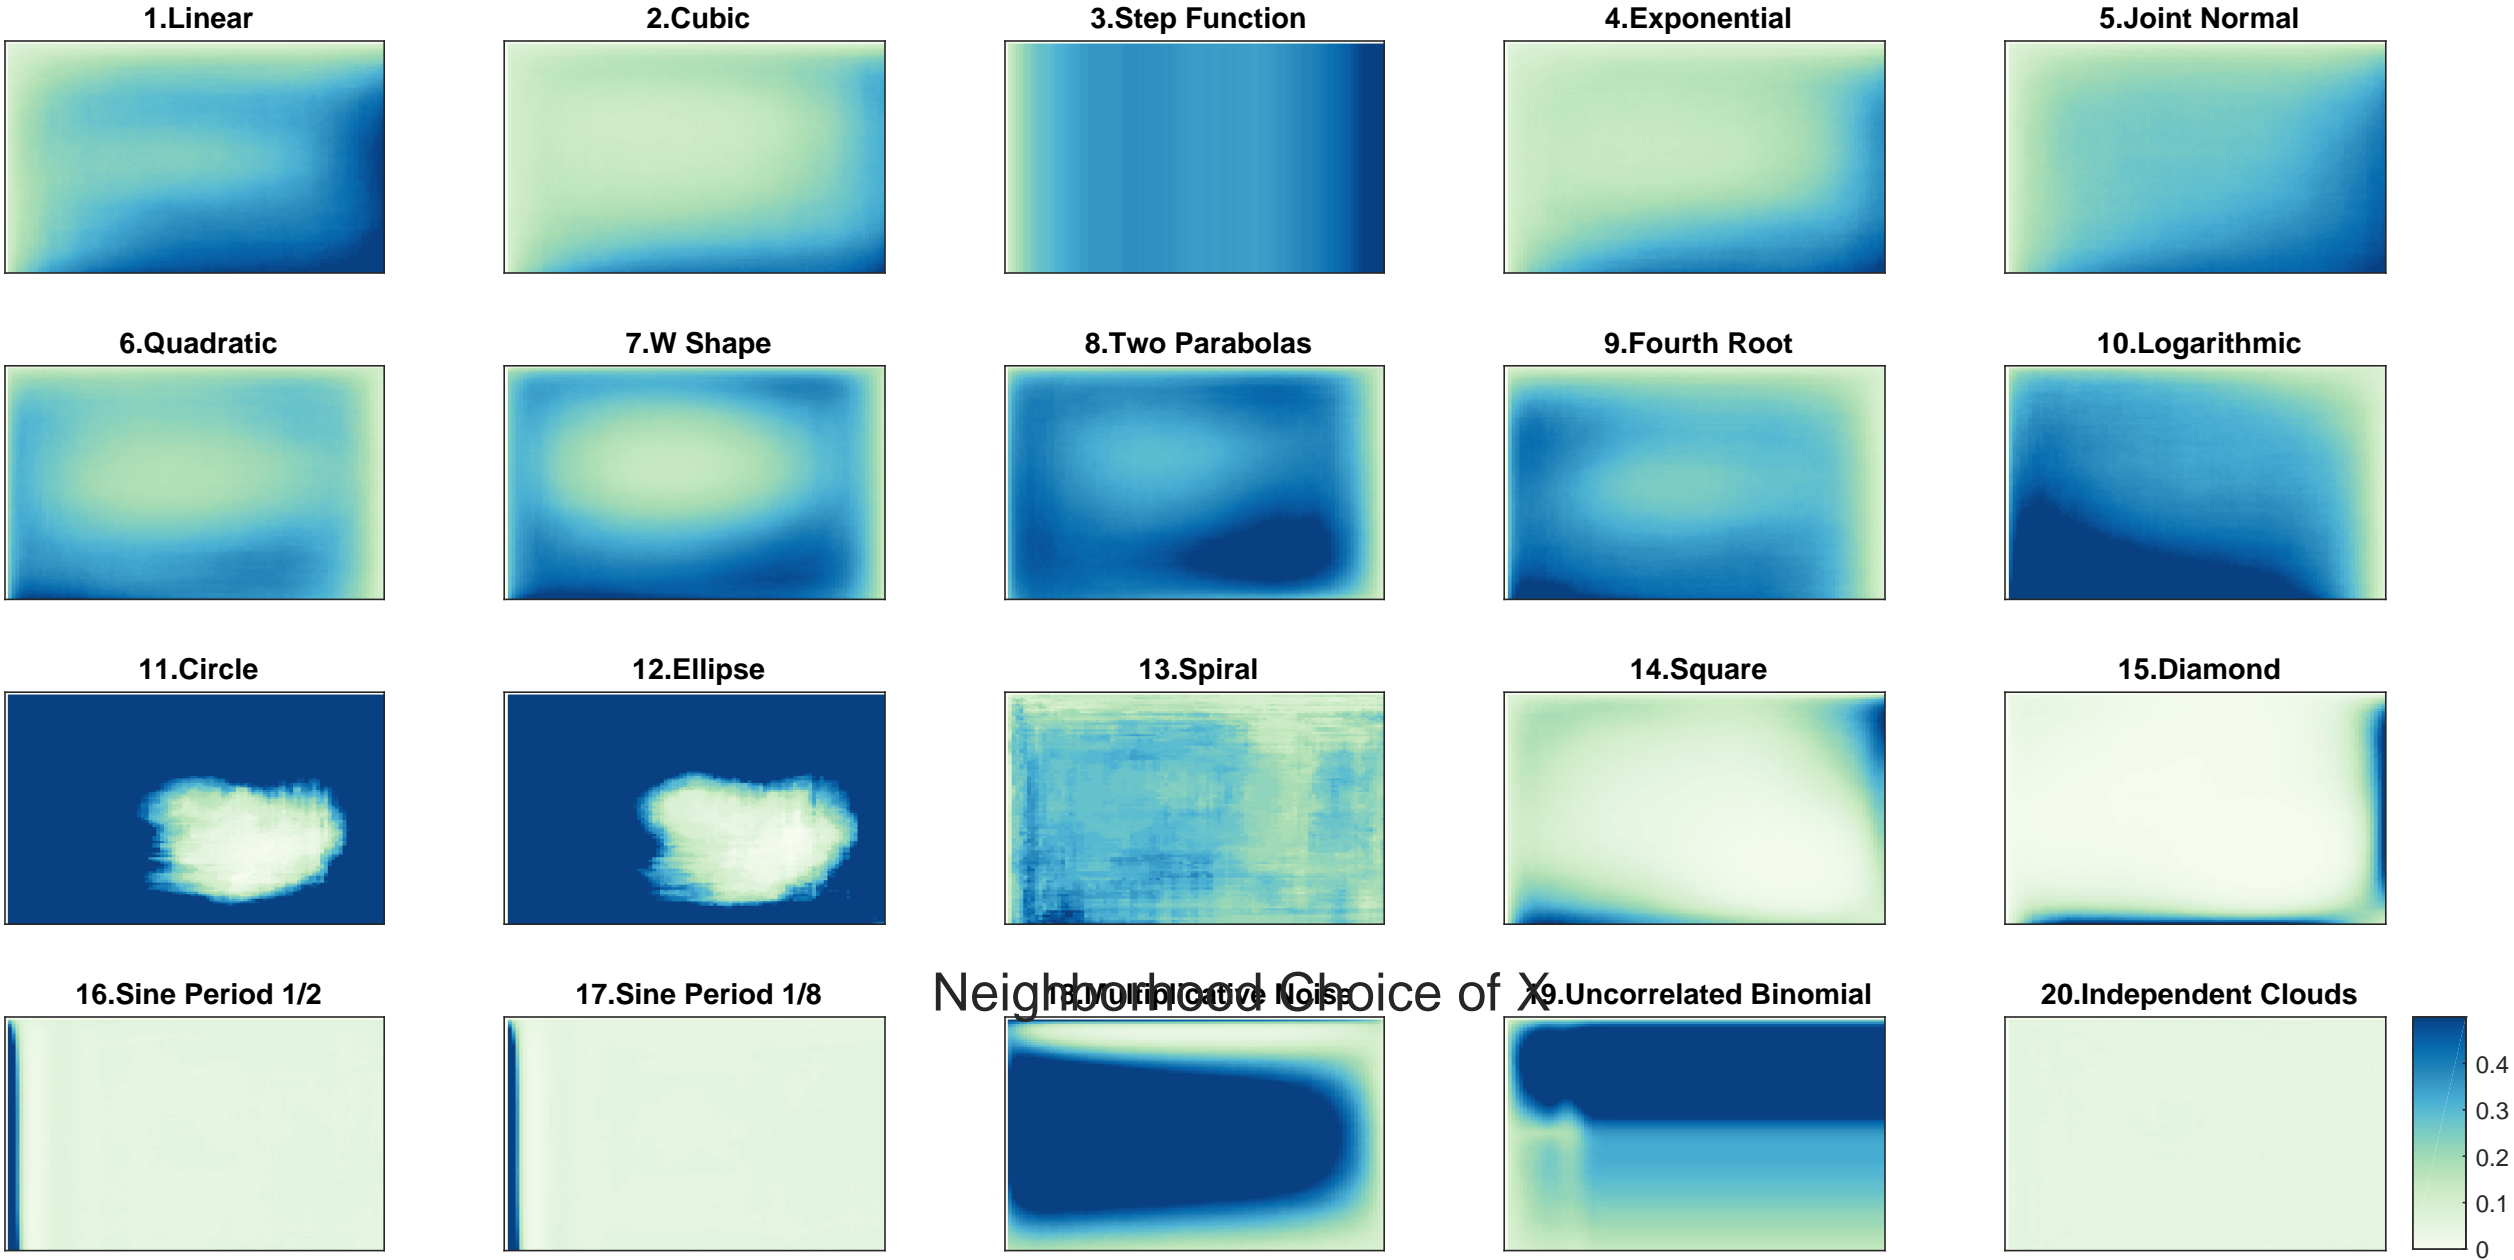 1.Linear
2.Cubic
3.Step Function
4.Exponential
5.Joint Normal
6.Quadratic
7.W Shape
8.Two Parabolas
9.Fourth Root
10.Logarithmic
11.Circle
12.Ellipse
13.Spiral
14.Square
15.Diamond
16.Sine Period 1/2
17.Sine Period 1/8
Neighborhood Choice of X
18.Multiplicative Noise
19.Uncorrelated Binomial
20.Independent Clouds
0.4
0.3
0.2
0.1
0